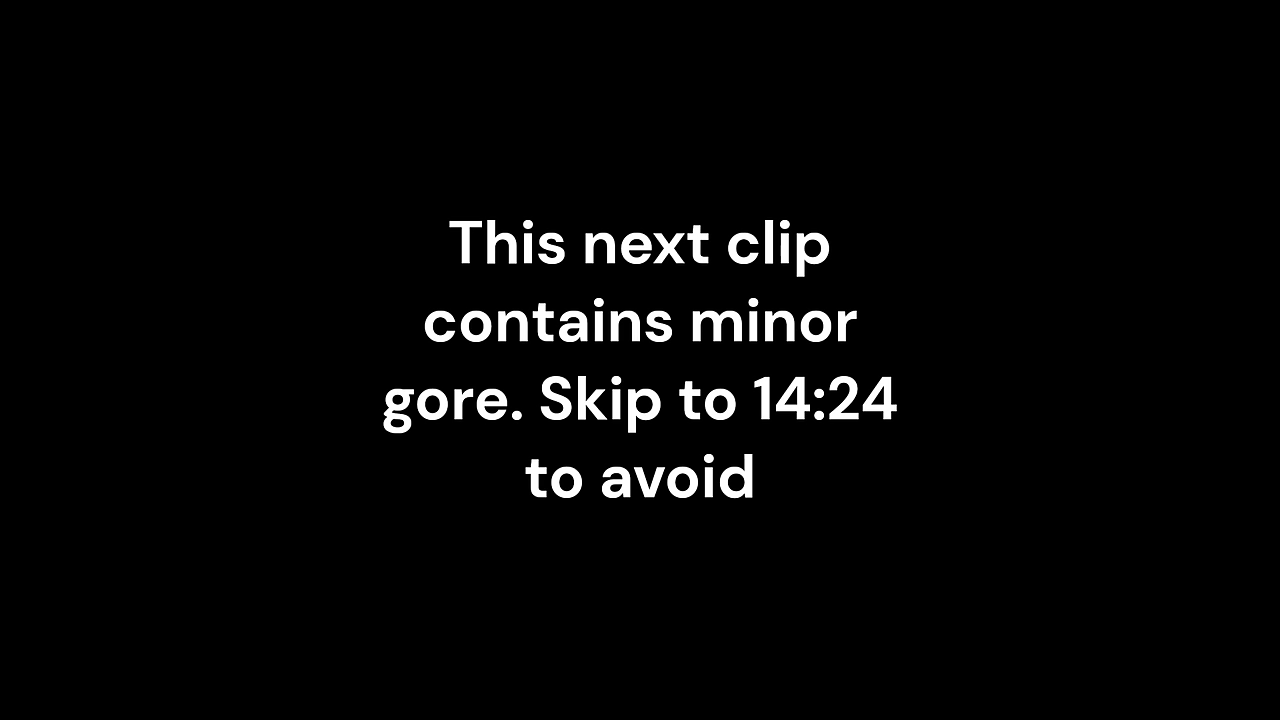 This next clip
contains minor
gore. Skip to 14:24
to avoid